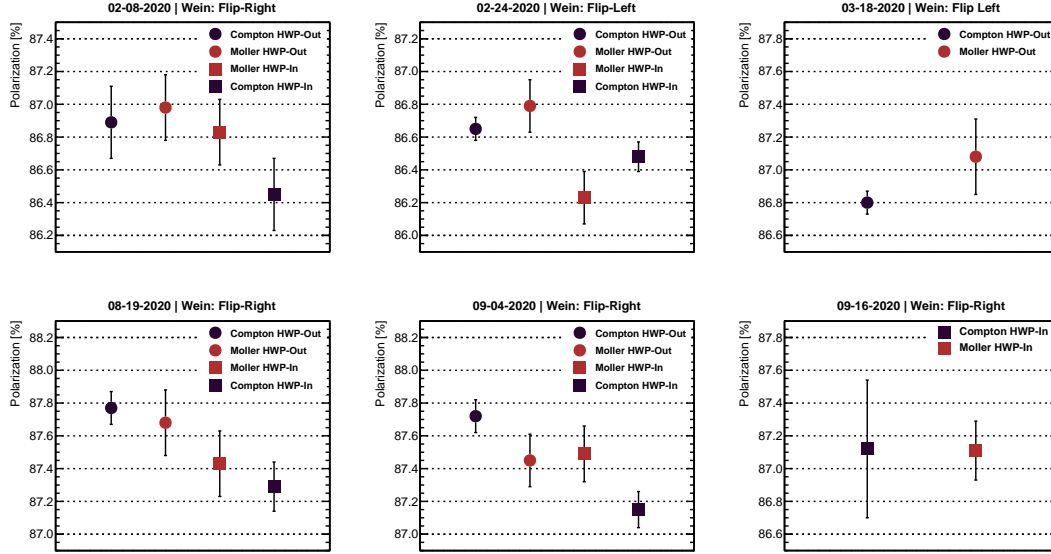 02-08-2020 | Wein: Flip-Right
Polarization [%]
87.4
87.2
87.0
86.8
86.6
86.4
86.2
Compton HWP-Out
Moller HWP-Out
Moller HWP-In
Compton HWP-In
02-24-2020 | Wein: Flip-Left
Polarization [%]
87.2
87.0
86.8
86.6
86.4
86.2
86.0
Compton HWP-Out
Moller HWP-Out
Moller HWP-In
Compton HWP-In
03-18-2020 | Wein: Flip Left
Polarization [%]
87.8
87.6
87.4
87.2
87.0
86.8
86.6
Compton HWP-Out
Moller HWP-Out
08-19-2020 | Wein: Flip-Right
Polarization [%]
88.2
88.0
87.8
87.6
87.4
87.2
87.0
Compton HWP-Out
Moller HWP-Out
Moller HWP-In
Compton HWP-In
09-04-2020 | Wein: Flip-Right
Polarization [%]
88.2
88.0
87.8
87.6
87.4
87.2
87.0
Compton HWP-Out
Moller HWP-Out
Moller HWP-In
Compton HWP-In
09-16-2020 | Wein: Flip-Right
Polarization [%]
87.8
87.6
87.4
87.2
87.0
86.8
86.6
Compton HWP-In
Moller HWP-In